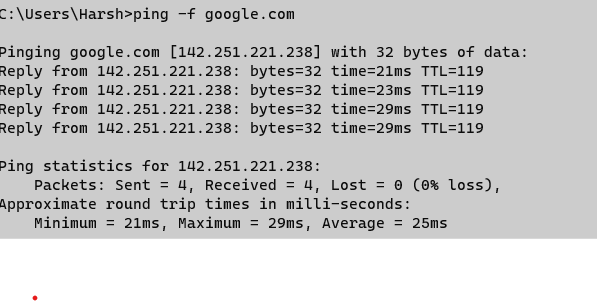 C:\Users\Harsh>ping -f google.com
Pinging google.com [142.251.221.238] with 32 bytes of data:
Reply from 142.251.221.238: bytes=32 time=21ms TTL=119
Reply from 142.251.221.238: bytes=32 time=23ms TTL=119
Reply from 142.251.221.238: bytes=32 time=29ms TTL=119
Reply from 142.251.221.238: bytes=32 time=29ms TTL=119
Ping statistics for 142.251.221.238:
Packets: Sent = 4, Received = 4, Lost = 0 (0% loss),
Approximate round trip times in milli-seconds:
Minimum = 21ms, Maximum = 29ms, Average = 25ms